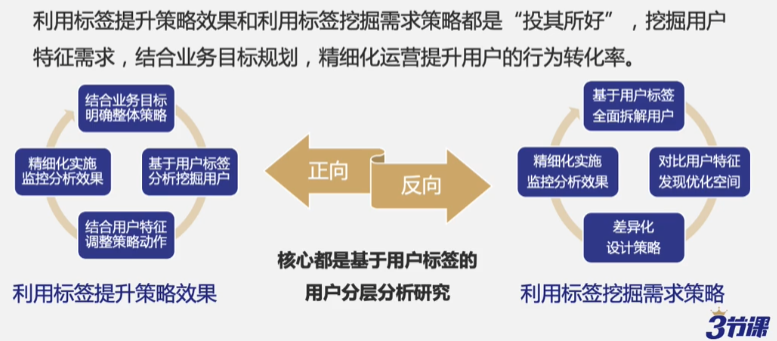 利用标签提升策略效果和利用标签挖掘需求策略都是“投其所好”，挖掘用户
特征需求，结合业务目标规划，精细化运营提升用户的行为转化率。
结合业务目标
明确整体策略
精细化实施
监控分析效果
基于用户标签
分析挖掘用户
结合用户特征
调整策略动作
利用标签提升策略效果
正向
反向
核心都是基于用户标签的
用户分层分析研究
基于用户标签
全面拆解用户
精细化实施
监控分析效果
对比用户特征
发现优化空间
差异化
设计策略
利用标签挖掘需求策略
3节课